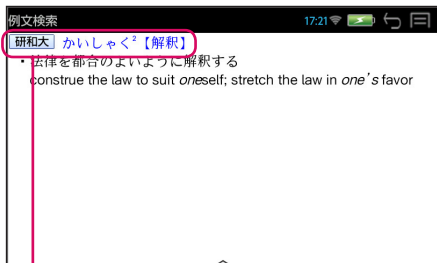 例文検索 17:21
研和大 かいしゃく²【解釈】
・法律を都合のよいように解釈する
construe the law to suit oneself; stretch the law in one's favor